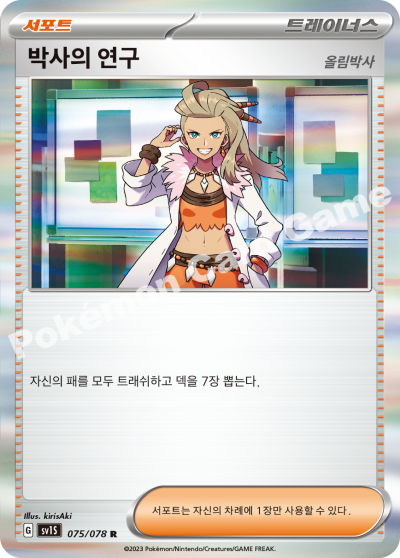 서포트
트레이너스
박사의 연구
올림박사
Pokémon Card Game
자신의 패를 모두 트래쉬하고 덱을 7장 뽑는다.
Illus. kirisAki
G sv1S 075/078 R
서포트는 자신의 차례에 1장만 사용할 수 있다.
©2023 Pokémon/Nintendo/Creatures/GAME FREAK.